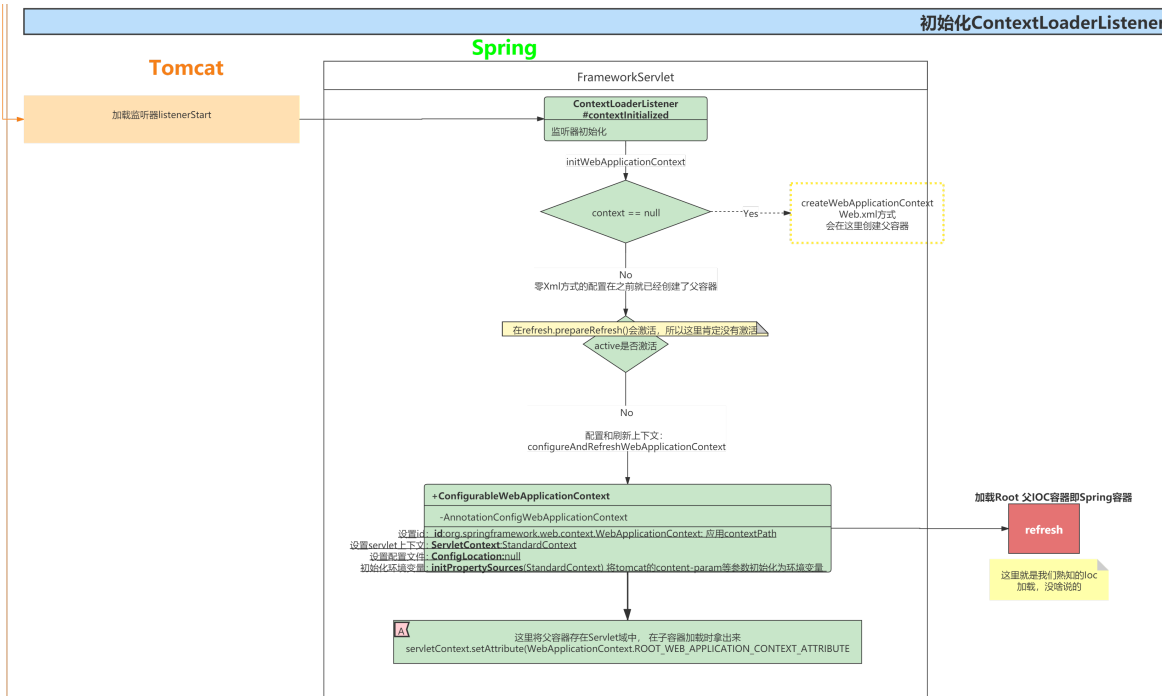 初始化ContextLoaderListener
Spring
Tomcat
FrameworkServlet
加载监听器listenerStart
ContextLoaderListener
#contextInitialized
监听器初始化
initWebApplicationContext
context == null
Yes
createWebApplicationContext
Web.xml方式
会在这里创建父容器
No
零Xml方式的配置在之前就已经创建了父容器
在refresh.prepareRefresh()会激活，所以这里肯定没有激活
active是否激活
No
配置和刷新上下文：
configureAndRefreshWebApplicationContext
+ConfigurableWebApplicationContext
-AnnotationConfigWebApplicationContext
设置id: id:org.springframework.web.context.WebApplicationContext: 应用contextPath
设置servlet上下文: ServletContext:StandardContext
设置配置文件: ConfigLocation:null
初始化环境变量: initPropertySources(StandardContext) 将tomcat的content-param等参数初始化为环境变量
加载Root 父IOC容器即Spring容器
refresh
这里就是我们熟知的Ioc
加载，没啥说的
A
这里将父容器存在Servlet域中， 在子容器加载时拿出来
servletContext.setAttribute(WebApplicationContext.ROOT_WEB_APPLICATION_CONTEXT_ATTRIBUTE